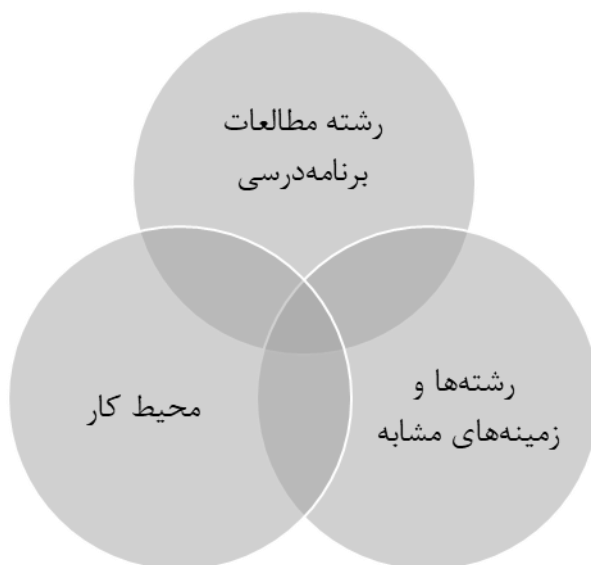 رشته مطالعات
برنامه‌درسی
رشته‌ها و
زمینه‌های مشابه
محیط کار